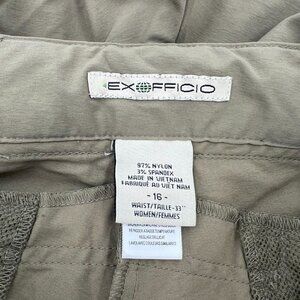 EXOFFICIO
97% NYLON
3% SPANDEX
MADE IN VIETNAM
FABRIQUÉ AU VIET NAM
- 16 -
WAIST/TAILLE-33"
WOMEN/FEMMES